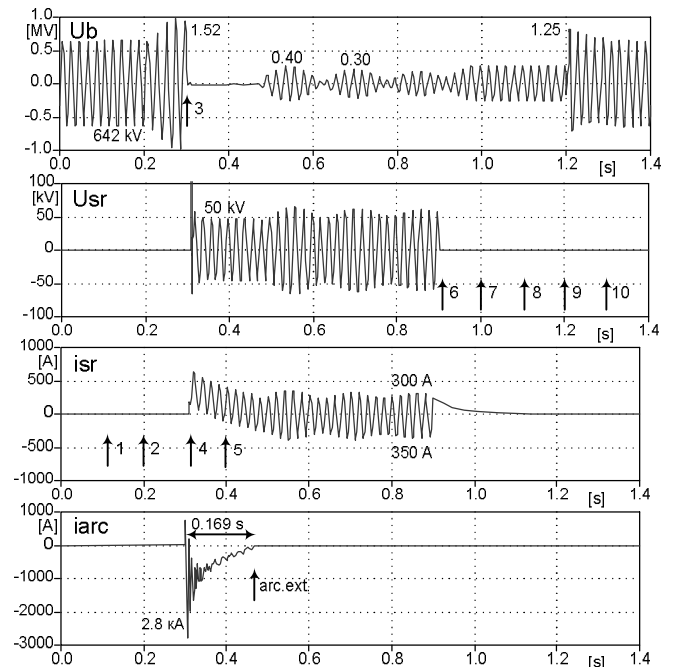 1.0
[MV]
Ub
1.52
1.25
0.5
0.40
0.30
0.0
-0.5
3
642 kV
-1.0
0.0 0.2 0.4 0.6 0.8 1.0 1.2 1.4
[s]
100
[kV]
Usr
50 kV
50
0
-50
6 7 8 9 10
-100
0.0 0.2 0.4 0.6 0.8 1.0 1.2 1.4
[s]
1000
[A]
isr
500
300 A
0
-500
1 2 4 5
350 A
-1000
0.0 0.2 0.4 0.6 0.8 1.0 1.2 1.4
[s]
1000
[A]
iarc
0.169 s
0
-1000
arc.ext.
-2000
2.8 кА
-3000
0.0 0.2 0.4 0.6 0.8 1.0 1.2 1.4
[s]